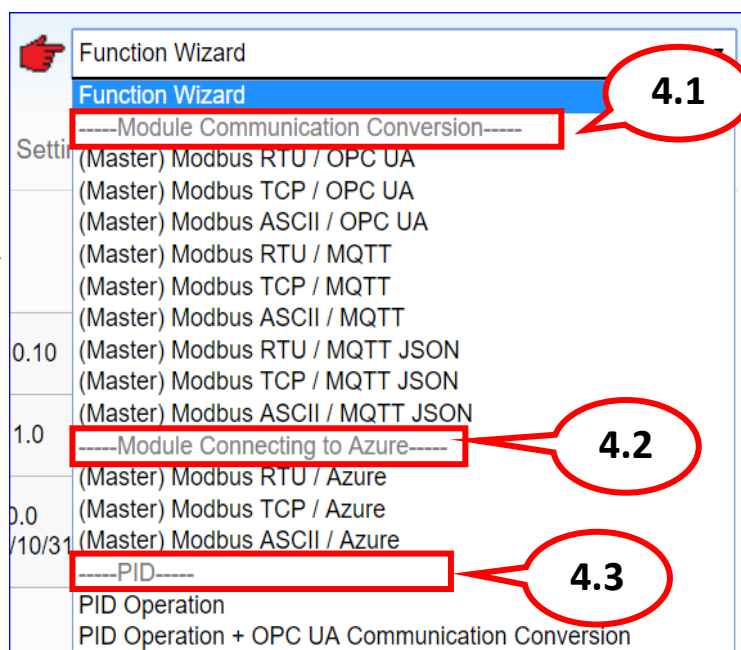 Function Wizard
Function Wizard
4.1
-----Module Communication Conversion-----
(Master) Modbus RTU / OPC UA
(Master) Modbus TCP / OPC UA
(Master) Modbus ASCII / OPC UA
(Master) Modbus RTU / MQTT
(Master) Modbus TCP / MQTT
(Master) Modbus ASCII / MQTT
0.10
(Master) Modbus RTU / MQTT JSON
(Master) Modbus TCP / MQTT JSON
(Master) Modbus ASCII / MQTT JSON
1.0
-----Module Connecting to Azure-----
4.2
(Master) Modbus RTU / Azure
(Master) Modbus TCP / Azure
/10/31
(Master) Modbus ASCII / Azure
-----PID-----
4.3
PID Operation
PID Operation + OPC UA Communication Conversion